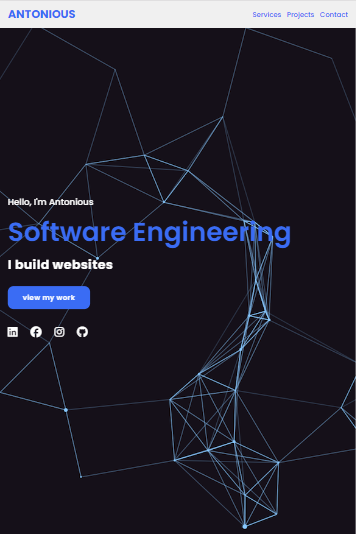 ANTONIOUS
Services Projects Contact
Hello, I'm Antonious
Software Engineering
I build websites
view my work